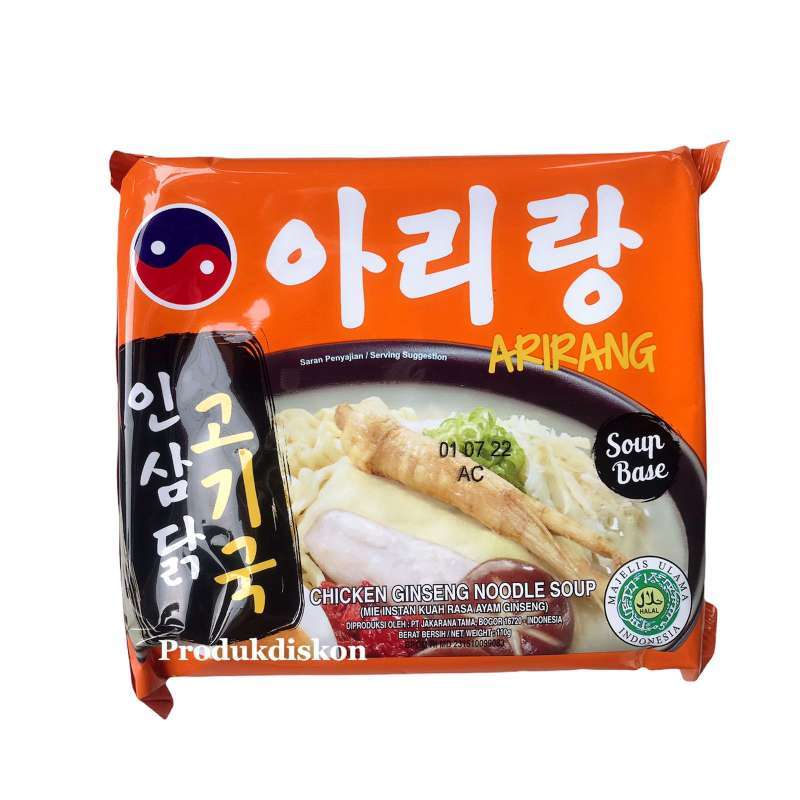 아리랑
ARIRANG
Saran Penyajian / Serving Suggestion
인삼닭
고기국
01 07 22
AC
Soup
Base
CHICKEN GINSENG NOODLE SOUP
(MIE INSTAN KUAH RASA AYAM GINSENG)
DIPRODUKSI OLEH : PT JAKARANA TAMA, BOGOR 16720 - INDONESIA
BERAT BERSIH / NET. WEIGHT : 110g
MAJELIS ULAMA
INDONESIA
حلال
HALAL
Produkdiskon